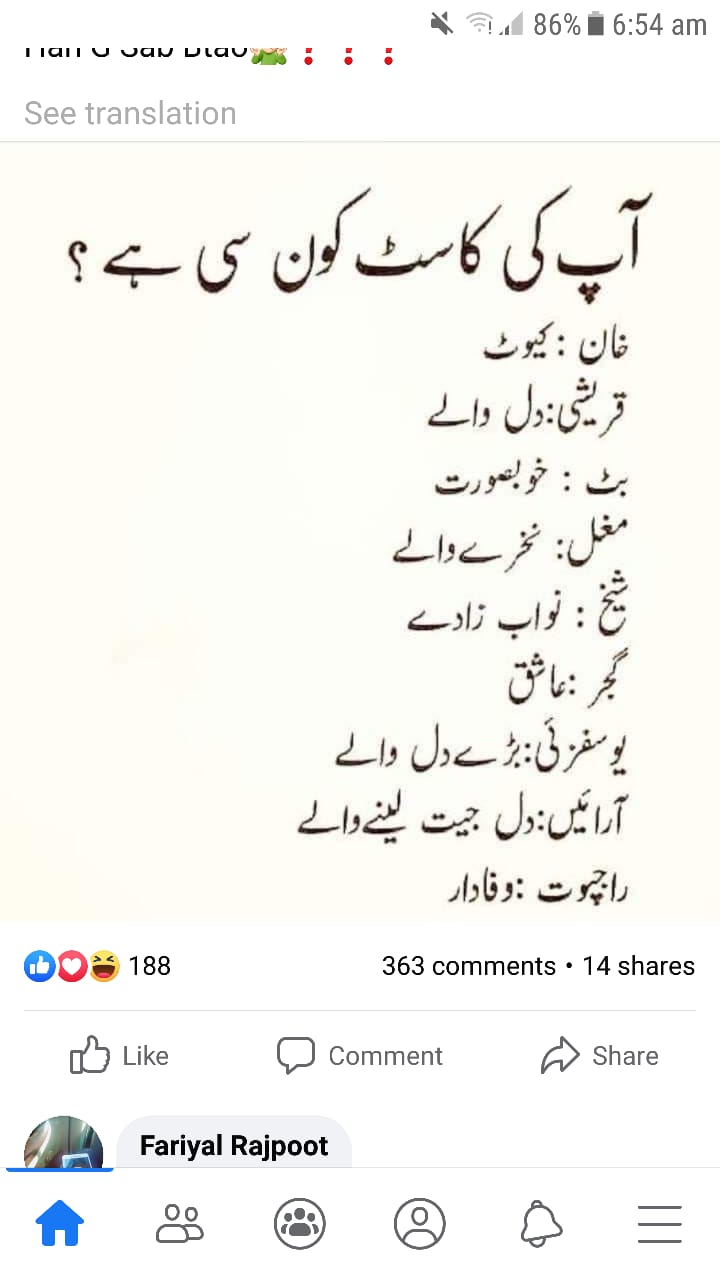 86% 6:54 am
See translation
آپ کی کاسٹ کون سی ہے ؟
خان : کیوٹ
قریشی:دل والے
بٹ : خوبصورت
مغل: نخرے والے
شیخ : نواب زادے
گجر :عاشق
یوسفزئی:بڑے دل والے
آرائیں:دل جیت لینے والے
راجپوت :وفادار
188 363 comments • 14 shares
Like Comment Share
Fariyal Rajpoot